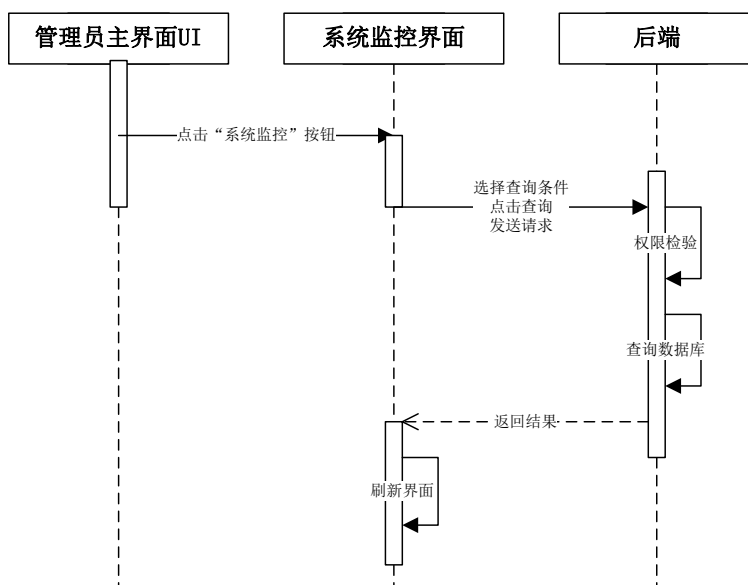 管理员主界面UI
系统监控界面
后端
点击“系统监控”按钮
选择查询条件
点击查询
发送请求
权限检验
查询数据库
返回结果
刷新界面